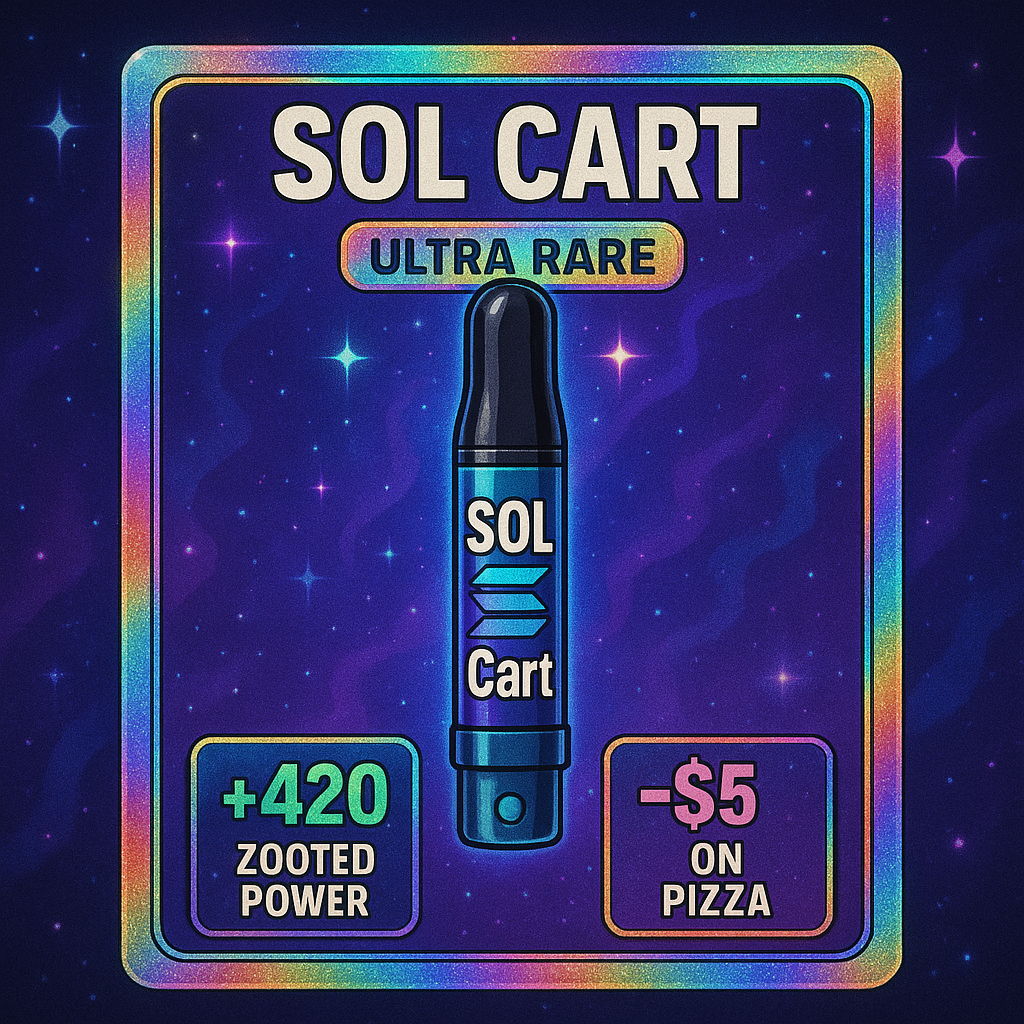 SOL CART
ULTRA RARE
SOL
Cart
+420
ZOOTED
POWER
-$5
ON
PIZZA